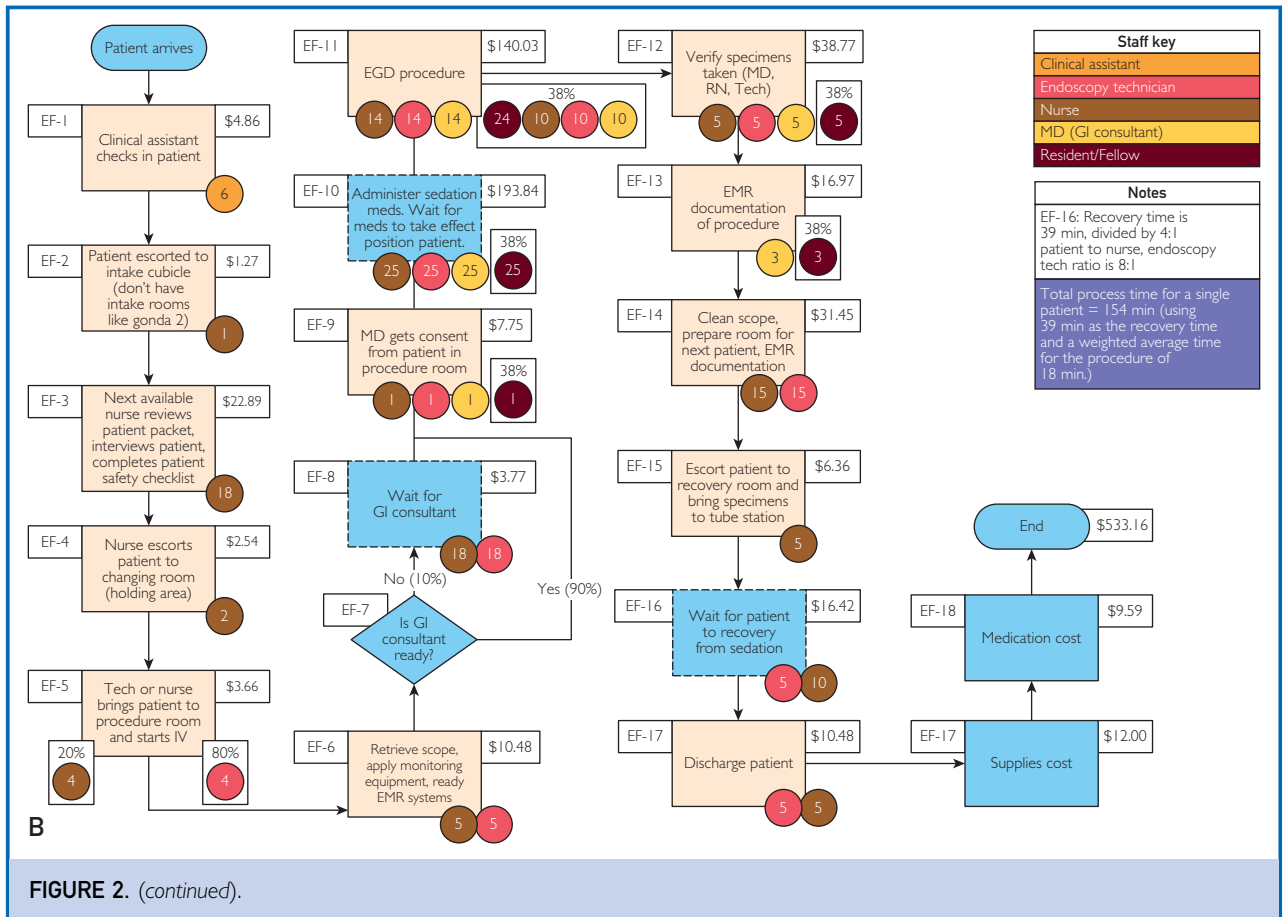 Patient arrives
EF-1
$4.86
Clinical assistant
checks in patient
6
EF-2
$1.27
Patient escorted to
intake cubicle
(don't have
intake rooms
like gonda 2)
1
EF-3
$22.89
Next available
nurse reviews
patient packet,
interviews patient,
completes patient
safety checklist
18
EF-4
$2.54
Nurse escorts
patient to
changing room
(holding area)
2
EF-5
$3.66
Tech or nurse
brings patient to
procedure room
and starts IV
20%
4
80%
4
B
EF-6
$10.48
Retrieve scope,
apply monitoring
equipment, ready
EMR systems
5 5
EF-7
Is GI
consultant
ready?
No (10%)
Yes (90%)
EF-8
$3.77
Wait for
GI consultant
18 18
EF-9
$7.75
MD gets consent
from patient in
procedure room
38%
1 1 1 1
EF-10
$193.84
Administer sedation
meds. Wait for
meds to take effect
position patient.
38%
25 25 25 25
EF-11
$140.03
EGD procedure
38%
14 14 14 24 10 10 10
EF-12
$38.77
Verify specimens
taken (MD,
RN, Tech)
38%
5 5 5 5
EF-13
$16.97
EMR
documentation
of procedure
38%
3 3
EF-14
$31.45
Clean scope,
prepare room for
next patient, EMR
documentation
15 15
EF-15
$6.36
Escort patient to
recovery room and
bring specimens
to tube station
5
EF-16
$16.42
Wait for patient
to recovery
from sedation
5 10
EF-17
$10.48
Discharge patient
5 5
EF-17
$12.00
Supplies cost
EF-18
$9.59
Medication cost
End
$533.16
Staff key
Clinical assistant
Endoscopy technician
Nurse
MD (GI consultant)
Resident/Fellow
Notes
EF-16: Recovery time is
39 min, divided by 4:1
patient to nurse, endoscopy
tech ratio is 8:1
Total process time for a single
patient = 154 min (using
39 min as the recovery time
and a weighted average time
for the procedure of
18 min.)
FIGURE 2. (continued).